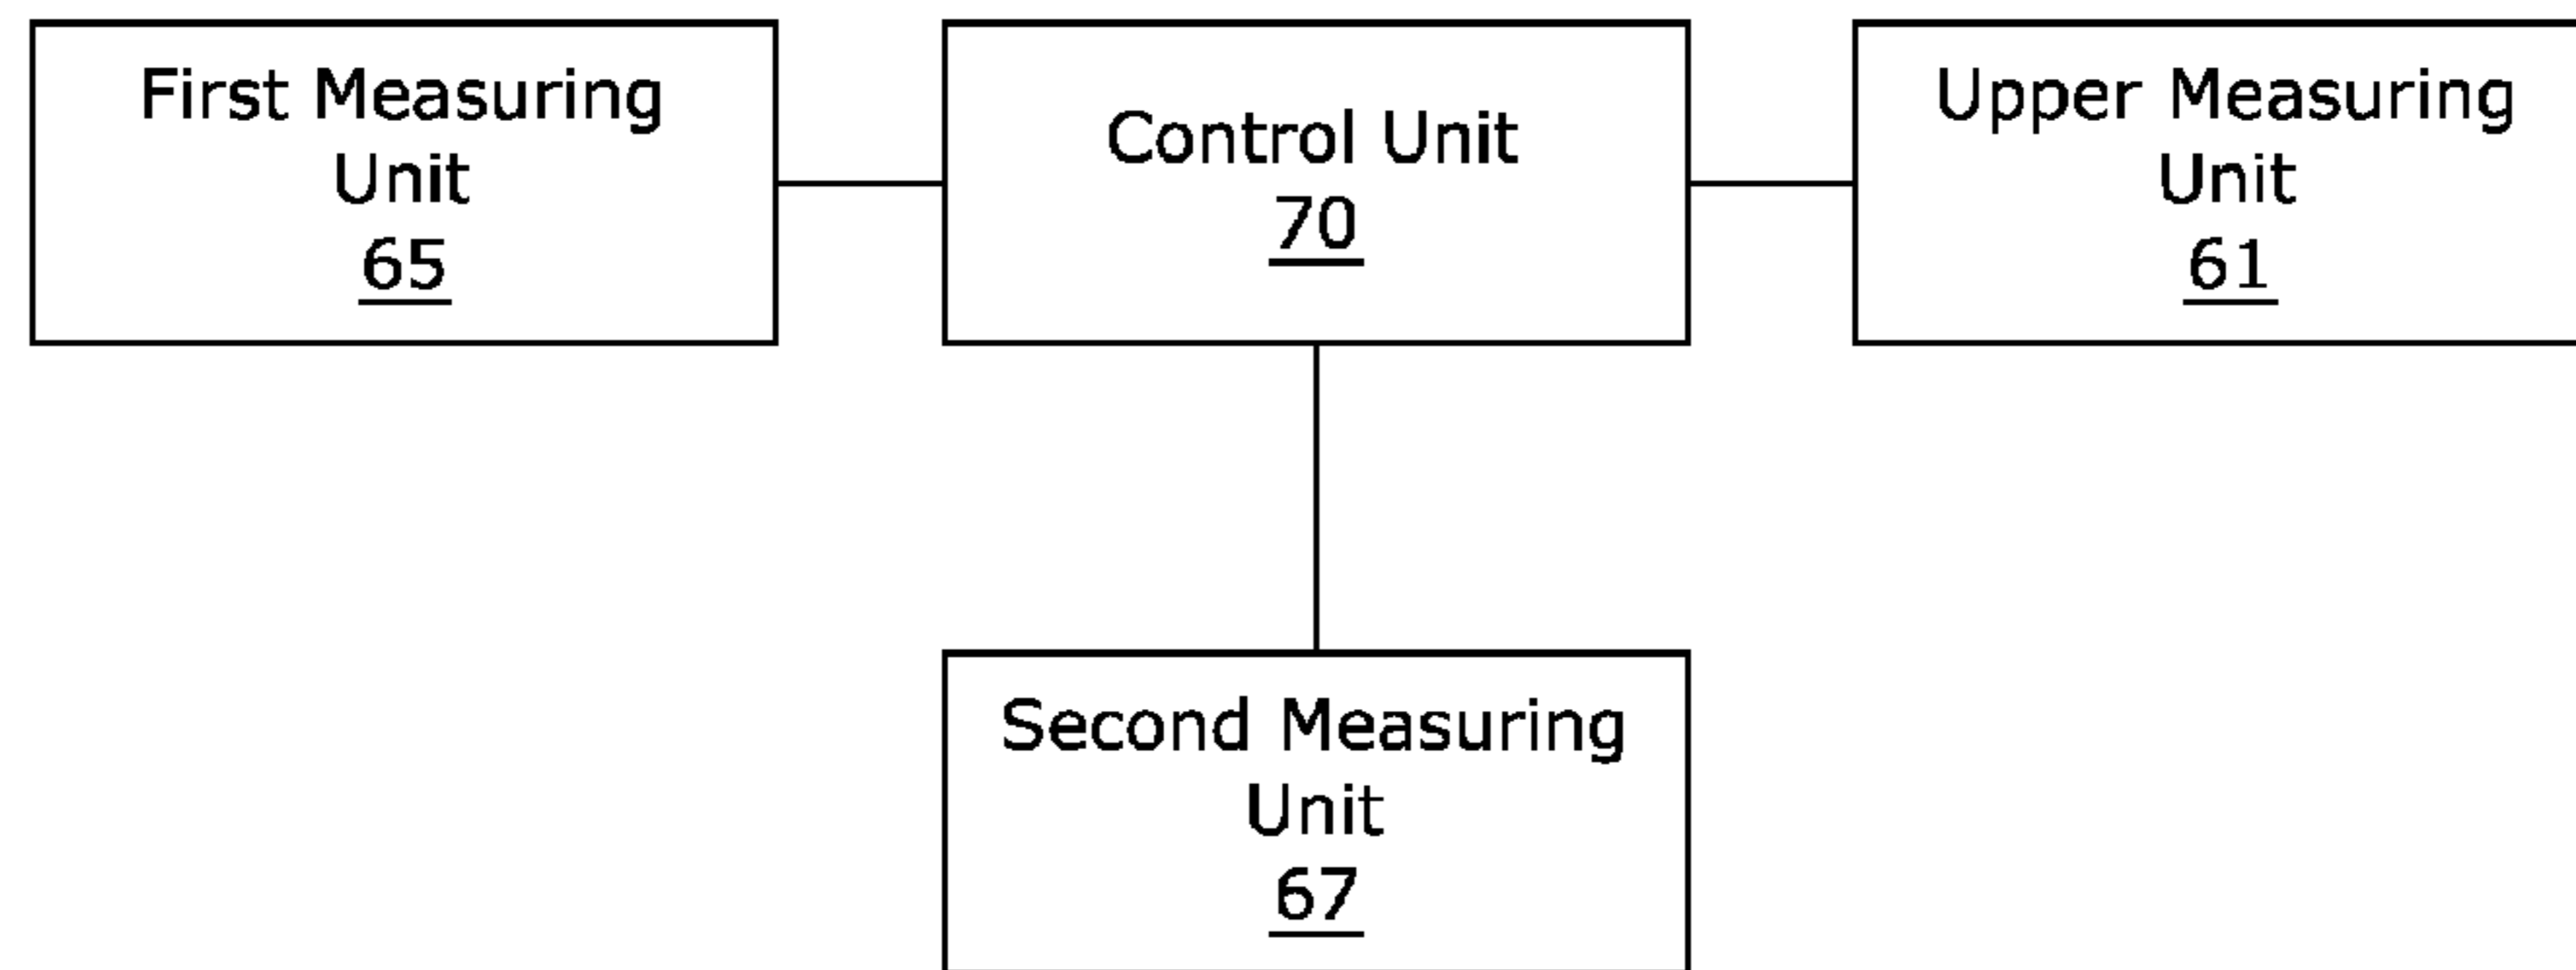 First Measuring
Unit
65
Control Unit
70
Upper Measuring
Unit
61
Second Measuring
Unit
67